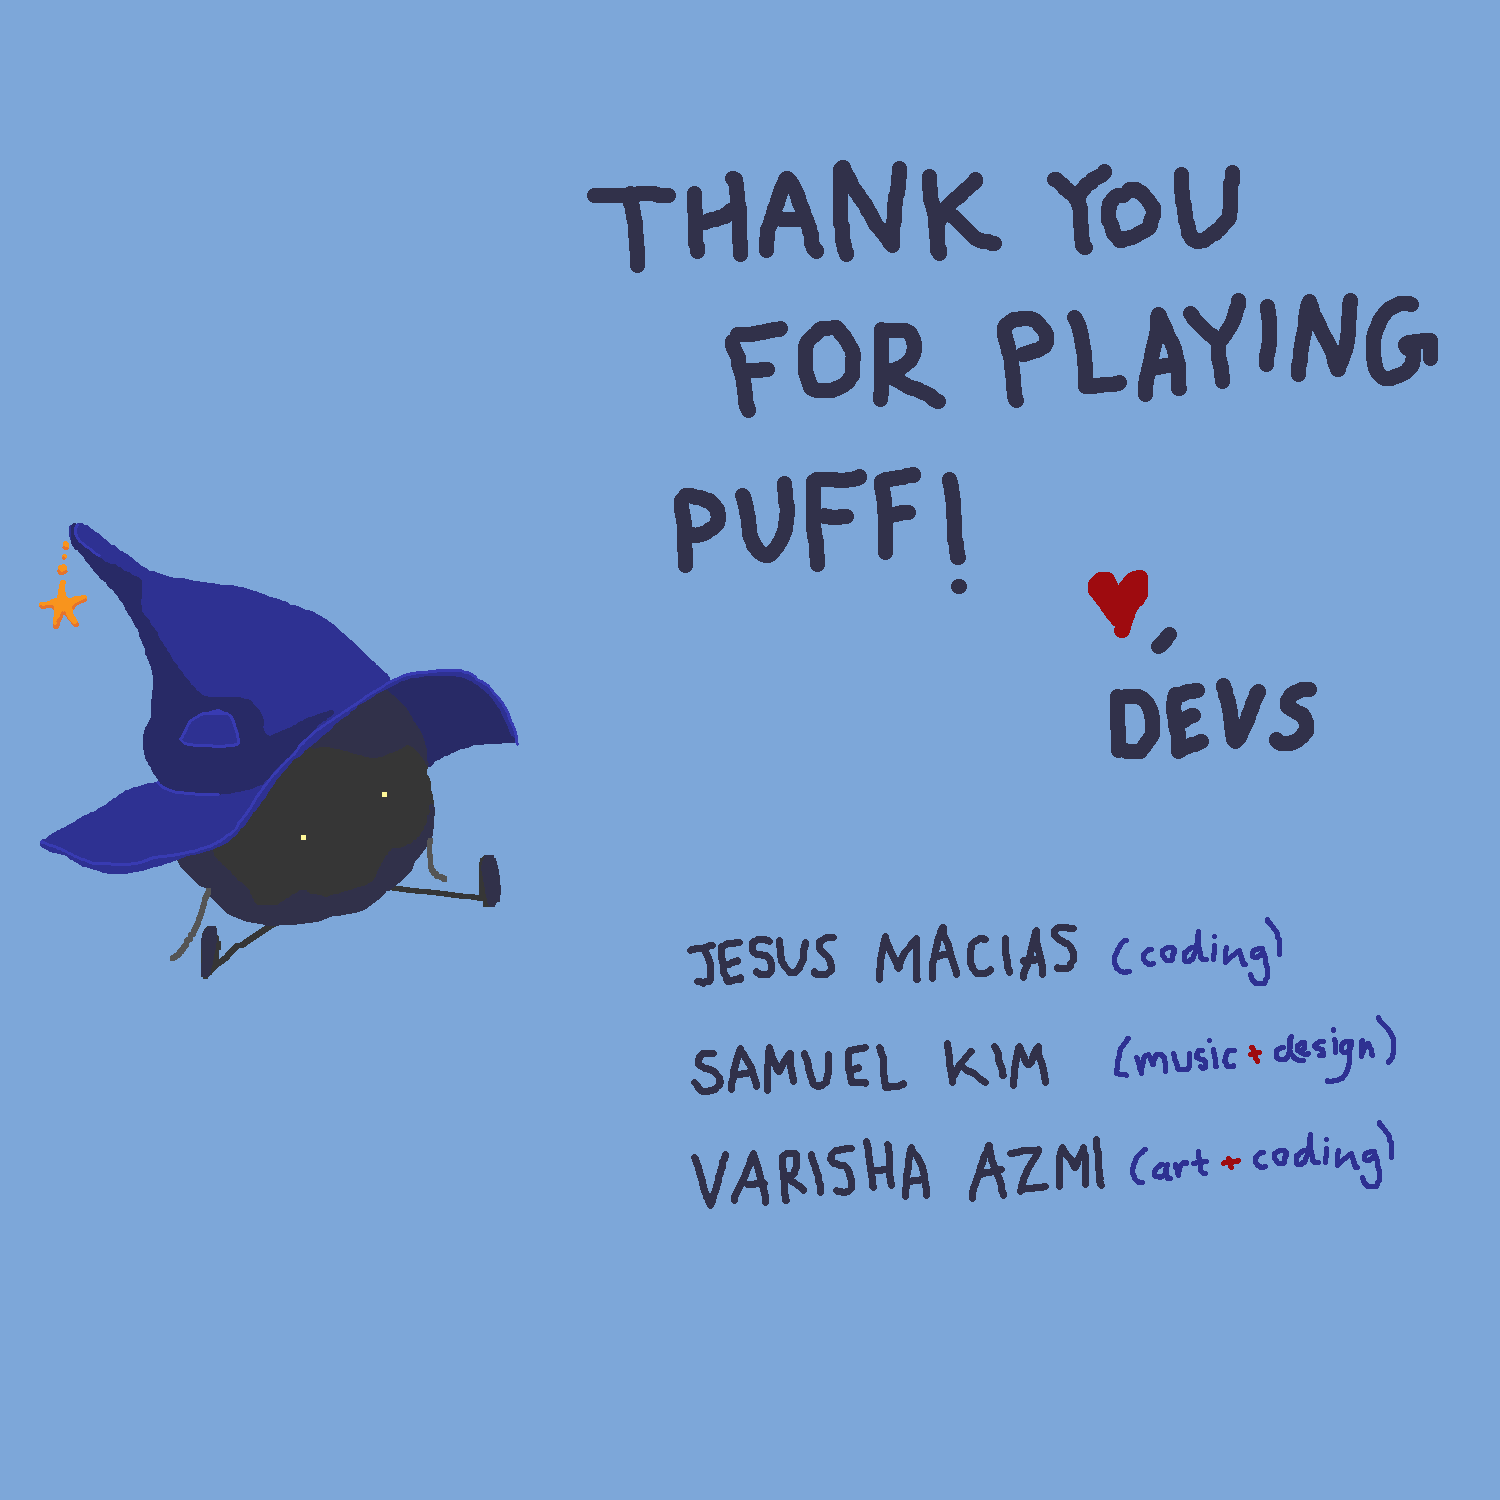 THANK YOU
FOR PLAYING
PUFF!
DEVS
JESUS MACIAS (coding)
SAMUEL KIM (music + design)
VARISHA AZMI (art + coding)